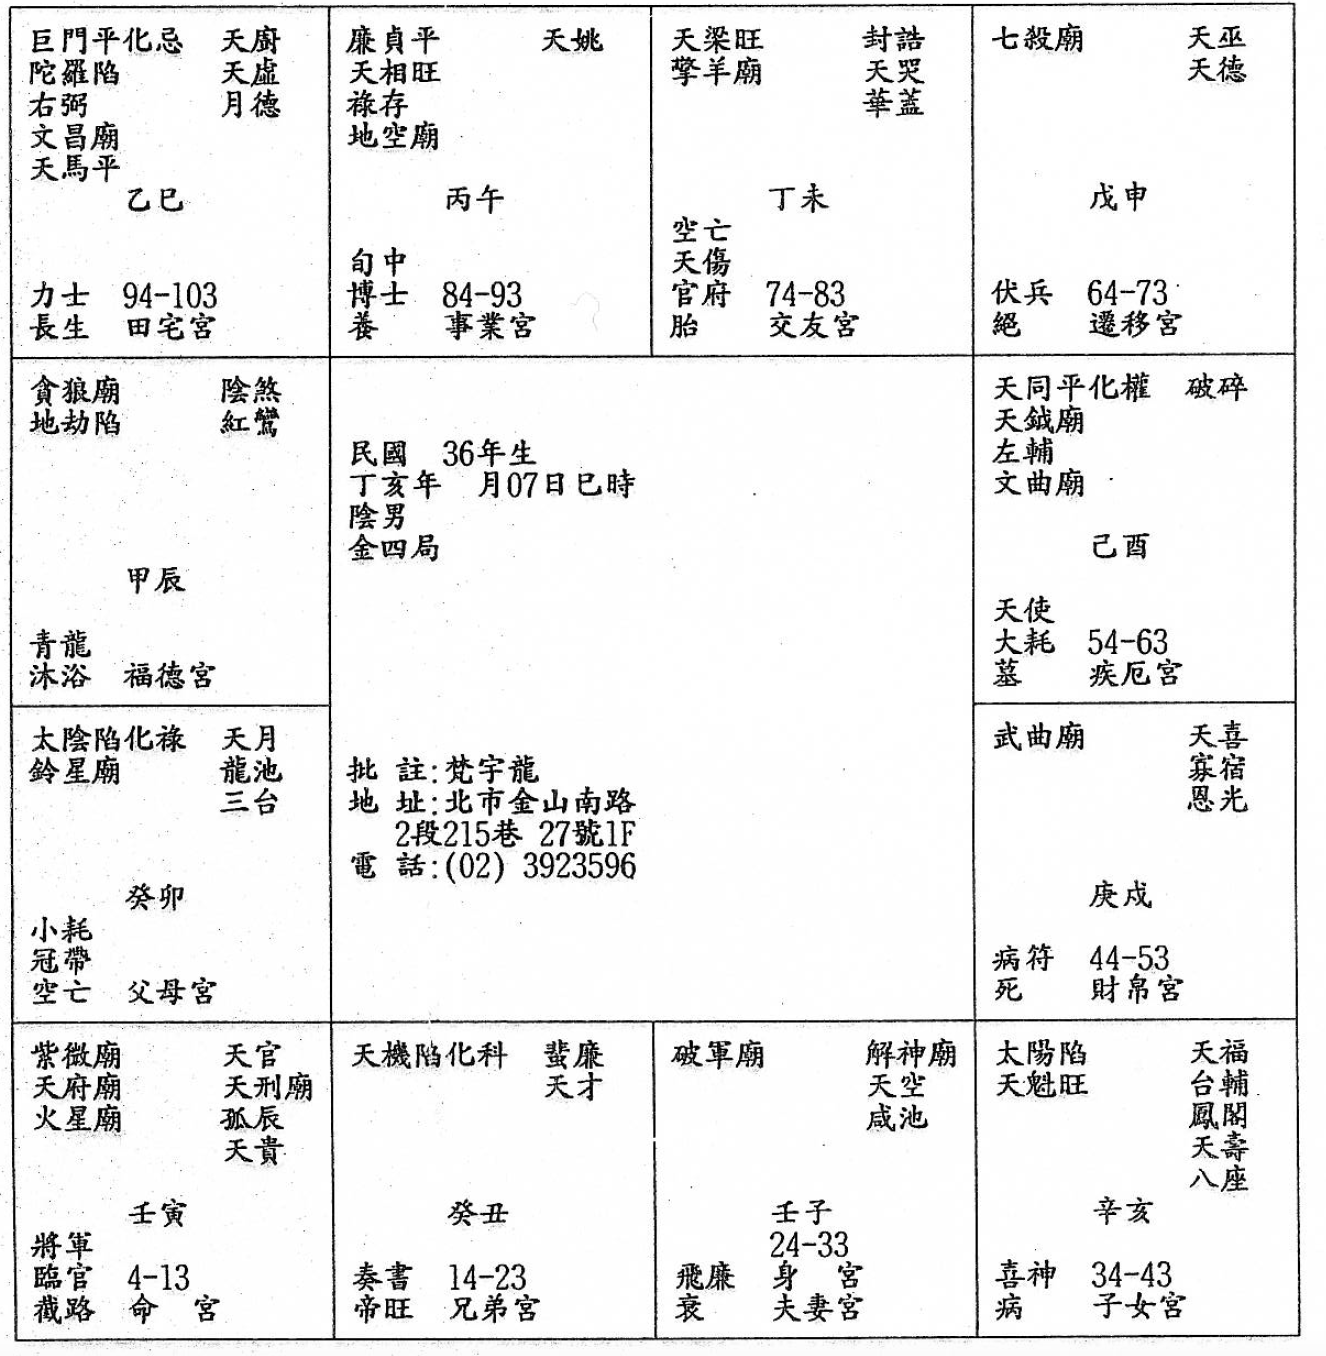 巨門平化忌 天廚
陀羅陷 天虛
右弼 月德
文昌廟
天馬平
乙巳
力士 94-103
長生 田宅宮
廉貞平 天姚
天相旺
祿存
地空廟
丙午
旬中
博士 84-93
養 事業宮
天梁旺 封誥
擎羊廟 天哭
華蓋
丁未
空亡
天傷
官府 74-83
胎 交友宮
七殺廟 天巫
天德
戊申
伏兵 64-73
絕 遷移宮
貪狼廟 陰煞
地劫陷 紅鸞
甲辰
青龍
沐浴 福德宮
民國 36年生
丁亥年 月07日巳時
陰男
金四局
批 註:梵宇龍
地 址:北市金山南路
2段215巷 27號1F
電 話:(02) 3923596
天同平化權 破碎
天鉞廟
左輔
文曲廟
己酉
天使
大耗 54-63
墓 疾厄宮
太陰陷化祿 天月
鈴星廟 龍池
三台
癸卯
小耗
冠帶
空亡 父母宮
武曲廟 天喜
寡宿
恩光
庚戍
病符 44-53
死 財帛宮
紫微廟 天官
天府廟 天刑廟
火星廟 孤辰
天貴
壬寅
將軍
臨官 4-13
截路 命 宮
天機陷化科 蜚廉
天才
癸丑
奏書 14-23
帝旺 兄弟宮
破軍廟 解神廟
天空
咸池
壬子
24-33
飛廉 身 宮
衰 夫妻宮
太陽陷 天福
天魁旺 台輔
鳳閣
天壽
八座
辛亥
喜神 34-43
病 子女宮